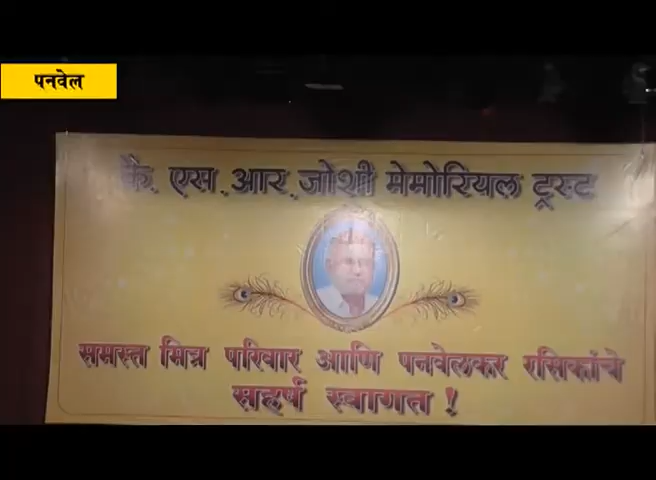 पनवेल
कै. एस.आर.जोशी मेमोरियल ट्रस्ट
समस्त मित्र परिवार आणि पनवेलकर रसिकांचे
सहर्ष स्वागत !